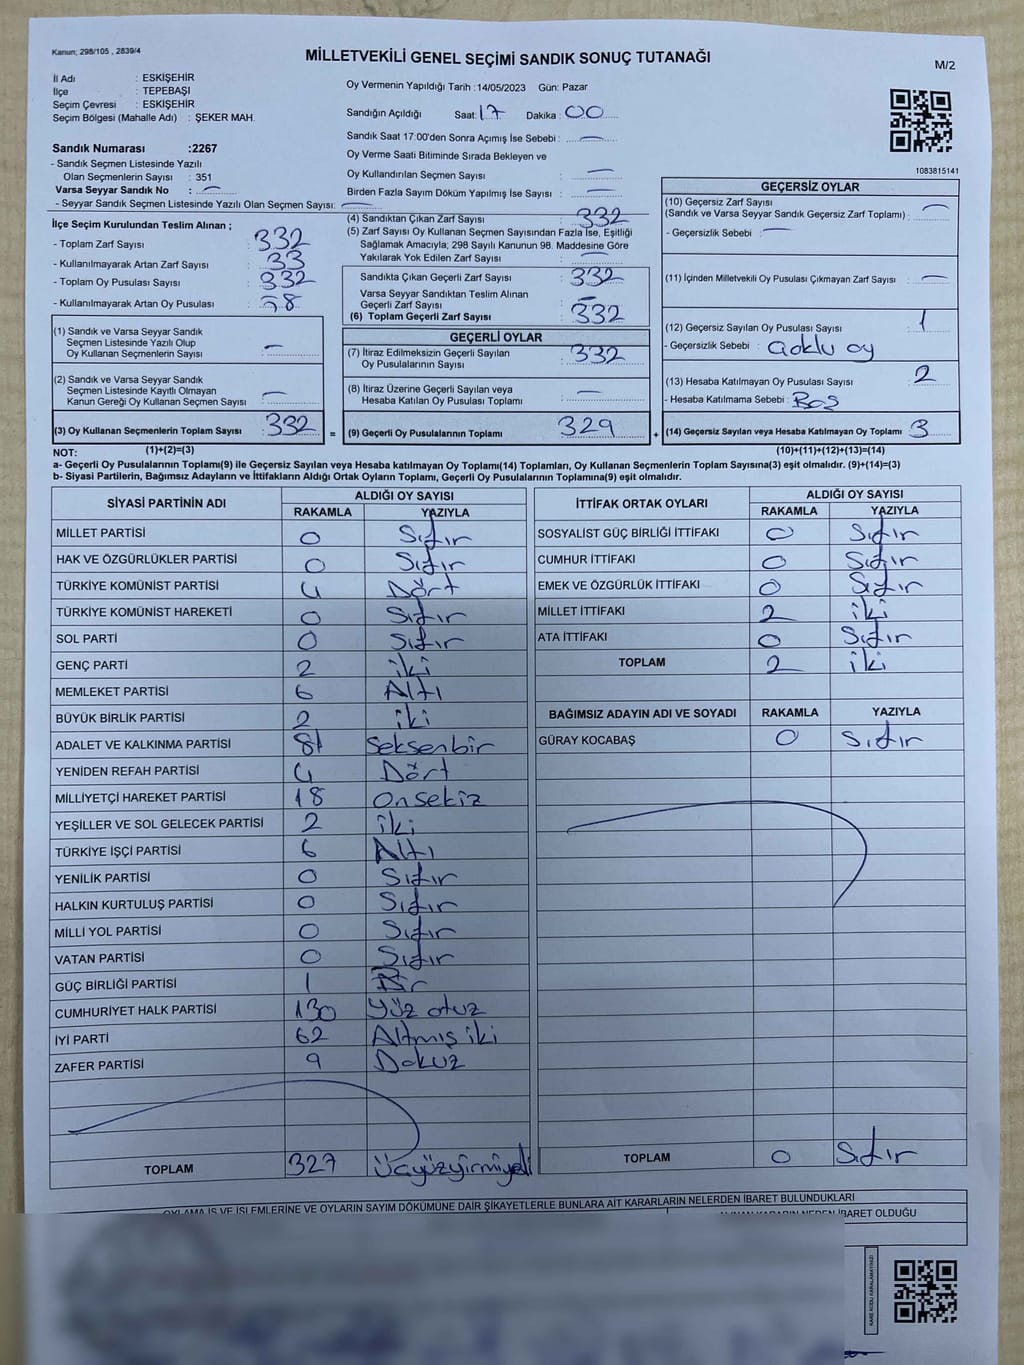 Kanun; 298/105 , 2839/4
MİLLETVEKİLİ GENEL SEÇİMİ SANDIK SONUÇ TUTANAĞI
M/2
İl Adı : ESKİŞEHİR
İlçe : TEPEBAŞI
Seçim Çevresi : ESKİŞEHİR
Seçim Bölgesi (Mahalle Adı) : ŞEKER MAH.
Sandık Numarası :2267
- Sandık Seçmen Listesinde Yazılı
Olan Seçmenlerin Sayısı : 351
Varsa Seyyar Sandık No : —
- Seyyar Sandık Seçmen Listesinde Yazılı Olan Seçmen Sayısı: —
Oy Vermenin Yapıldığı Tarih :14/05/2023 Gün: Pazar
Sandığın Açıldığı Saat: 17 Dakika : 00
Sandık Saat 17:00'den Sonra Açımış İse Sebebi : —
Oy Verme Saati Bitiminde Sırada Bekleyen ve
Oy Kullandırılan Seçmen Sayısı : —
Birden Fazla Sayım Döküm Yapılmış İse Sayısı : —
1083815141
İlçe Seçim Kurulundan Teslim Alınan ;
- Toplam Zarf Sayısı : 332
- Kullanılmayarak Artan Zarf Sayısı : 33
- Toplam Oy Pusulası Sayısı : 332
- Kullanılmayarak Artan Oy Pusulası :
(1) Sandık ve Varsa Seyyar Sandık
Seçmen Listesinde Yazılı Olup
Oy Kullanan Seçmenlerin Sayısı : —
(2) Sandık ve Varsa Seyyar Sandık
Seçmen Listesinde Kayıtlı Olmayan
Kanun Gereği Oy Kullanan Seçmen Sayısı : —
(3) Oy Kullanan Seçmenlerin Toplam Sayısı : 332
(1)+(2)=(3)
(4) Sandıktan Çıkan Zarf Sayısı : 332
(5) Zarf Sayısı Oy Kullanan Seçmen Sayısından Fazla İse, Eşitliği
Sağlamak Amacıyla; 298 Sayılı Kanunun 98. Maddesine Göre
Yakılarak Yok Edilen Zarf Sayısı : —
Sandıkta Çıkan Geçerli Zarf Sayısı : 332
Varsa Seyyar Sandıktan Teslim Alınan
Geçerli Zarf Sayısı : —
(6) Toplam Geçerli Zarf Sayısı : 332
GEÇERLİ OYLAR
(7) İtiraz Edilmeksizin Geçerli Sayılan : 332
Oy Pusulalarının Sayısı
(8) İtiraz Üzerine Geçerli Sayılan veya : —
Hesaba Katılan Oy Pusulası Toplamı
= (9) Geçerli Oy Pusulalarının Toplamı : 329
GEÇERSİZ OYLAR
(10) Geçersiz Zarf Sayısı
(Sandık ve Varsa Seyyar Sandık Geçersiz Zarf Toplamı) : —
- Geçersizlik Sebebi : —
(11) İçinden Milletvekili Oy Pusulası Çıkmayan Zarf Sayısı : —
(12) Geçersiz Sayılan Oy Pusulası Sayısı : 1
- Geçersizlik Sebebi : Çoklu oy
(13) Hesaba Katılmayan Oy Pusulası Sayısı : 2
- Hesaba Katılmama Sebebi : Boş
+ (14) Geçersiz Sayılan veya Hesaba Katılmayan Oy Toplamı 3
(10)+(11)+(12)+(13)=(14)
NOT:
a- Geçerli Oy Pusulalarının Toplamı(9) ile Geçersiz Sayılan veya Hesaba katılmayan Oy Toplamı(14) Toplamları, Oy Kullanan Seçmenlerin Toplam Sayısına(3) eşit olmalıdır. (9)+(14)=(3)
b- Siyasi Partilerin, Bağımsız Adayların ve İttifakların Aldığı Ortak Oyların Toplamı, Geçerli Oy Pusulalarının Toplamına(9) eşit olmalıdır.
SİYASİ PARTİNİN ADI ALDIĞI OY SAYISI
RAKAMLA YAZIYLA
MİLLET PARTİSİ 0 Sıfır
HAK VE ÖZGÜRLÜKLER PARTİSİ 0 Sıfır
TÜRKİYE KOMÜNİST PARTİSİ 4 Dört
TÜRKİYE KOMÜNİST HAREKETİ 0 Sıfır
SOL PARTİ 0 Sıfır
GENÇ PARTİ 2 iki
MEMLEKET PARTİSİ 6 Altı
BÜYÜK BİRLİK PARTİSİ 2 iki
ADALET VE KALKINMA PARTİSİ 81 Seksenbir
YENİDEN REFAH PARTİSİ 4 Dört
MİLLİYETÇİ HAREKET PARTİSİ 18 Onsekiz
YEŞİLLER VE SOL GELECEK PARTİSİ 2 iki
TÜRKİYE İŞÇİ PARTİSİ 6 Altı
YENİLİK PARTİSİ 0 Sıfır
HALKIN KURTULUŞ PARTİSİ 0 Sıfır
MİLLİ YOL PARTİSİ 0 Sıfır
VATAN PARTİSİ 0 Sıfır
GÜÇ BİRLİĞİ PARTİSİ 1 Bir
CUMHURİYET HALK PARTİSİ 130 Yüz otuz
İYİ PARTİ 62 Altmış iki
ZAFER PARTİSİ 9 Dokuz
TOPLAM 327 Üçyüzyirmiyedi
İTTİFAK ORTAK OYLARI ALDIĞI OY SAYISI
RAKAMLA YAZIYLA
SOSYALİST GÜÇ BİRLİĞİ İTTİFAKI 0 Sıfır
CUMHUR İTTİFAKI 0 Sıfır
EMEK VE ÖZGÜRLÜK İTTİFAKI 0 Sıfır
MİLLET İTTİFAKI 2 iki
ATA İTTİFAKI 0 Sıfır
TOPLAM 2 iki
BAĞIMSIZ ADAYIN ADI VE SOYADI RAKAMLA YAZIYLA
GÜRAY KOCABAŞ 0 Sıfır
TOPLAM 0 Sıfır
OYLAMA İŞ VE İŞLEMLERİNE VE OYLARIN SAYIM DÖKÜMÜNE DAİR ŞİKAYETLERLE BUNLARA AİT KARARLARIN NELERDEN İBARET BULUNDUKLARI
ALINAN KARARIN NEDEN İBARET OLDUĞU
KARE KODU KARALAMAYINIZ!